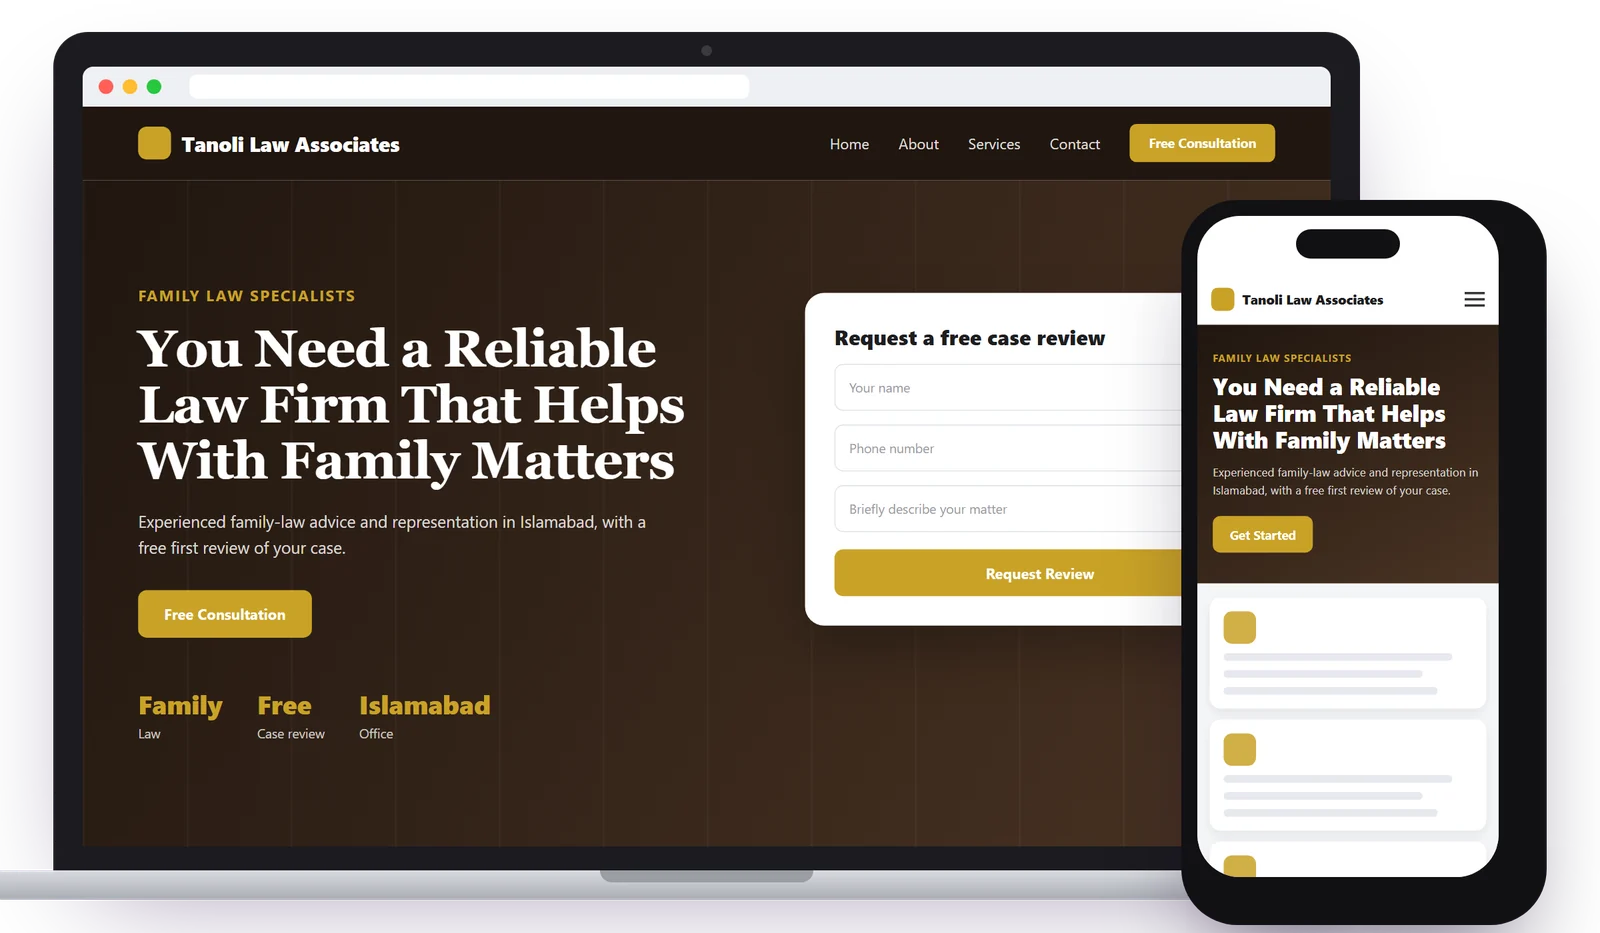 Tanoli Law Associates
Home About Services Contact Free Consultation
FAMILY LAW SPECIALISTS
You Need a Reliable
Law Firm That Helps
With Family Matters
Experienced family-law advice and representation in Islamabad, with a
free first review of your case.
Free Consultation
Family Free Islamabad
Law Case review Office
Request a free case review
Your name
Phone number
Briefly describe your matter
Request Review
Tanoli Law Associates
FAMILY LAW SPECIALISTS
You Need a Reliable
Law Firm That Helps
With Family Matters
Experienced family-law advice and representation in
Islamabad, with a free first review of your case.
Get Started